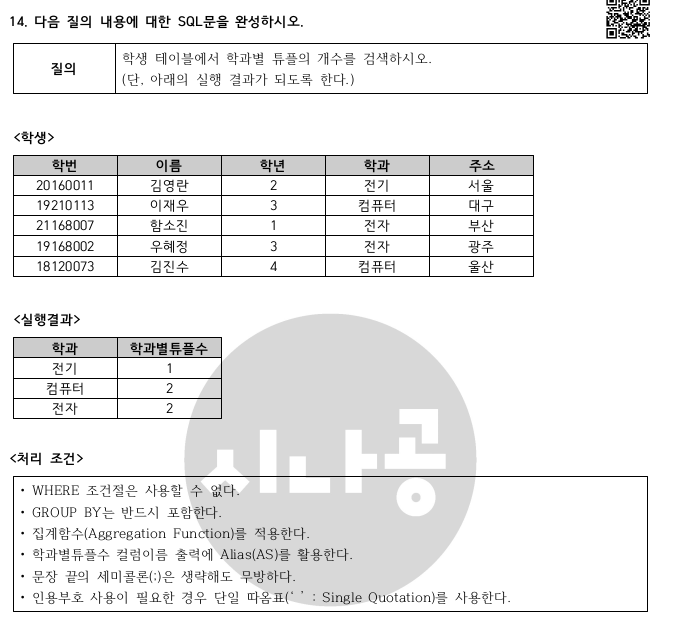 14. 다음 질의 내용에 대한 SQL문을 완성하시오.
질의
학생 테이블에서 학과별 튜플의 개수를 검색하시오.
(단, 아래의 실행 결과가 되도록 한다.)
<학생>
학번 이름 학년 학과 주소
20160011 김영란 2 전기 서울
19210113 이재우 3 컴퓨터 대구
21168007 함소진 1 전자 부산
19168002 우혜정 3 전자 광주
18120073 김진수 4 컴퓨터 울산
<실행결과>
학과 학과별튜플수
전기 1
컴퓨터 2
전자 2
시나공
<처리 조건>
• WHERE 조건절은 사용할 수 없다.
• GROUP BY는 반드시 포함한다.
• 집계함수(Aggregation Function)를 적용한다.
• 학과별튜플수 컬럼이름 출력에 Alias(AS)를 활용한다.
• 문장 끝의 세미콜론(;)은 생략해도 무방하다.
• 인용부호 사용이 필요한 경우 단일 따옴표(‘ ’ : Single Quotation)를 사용한다.